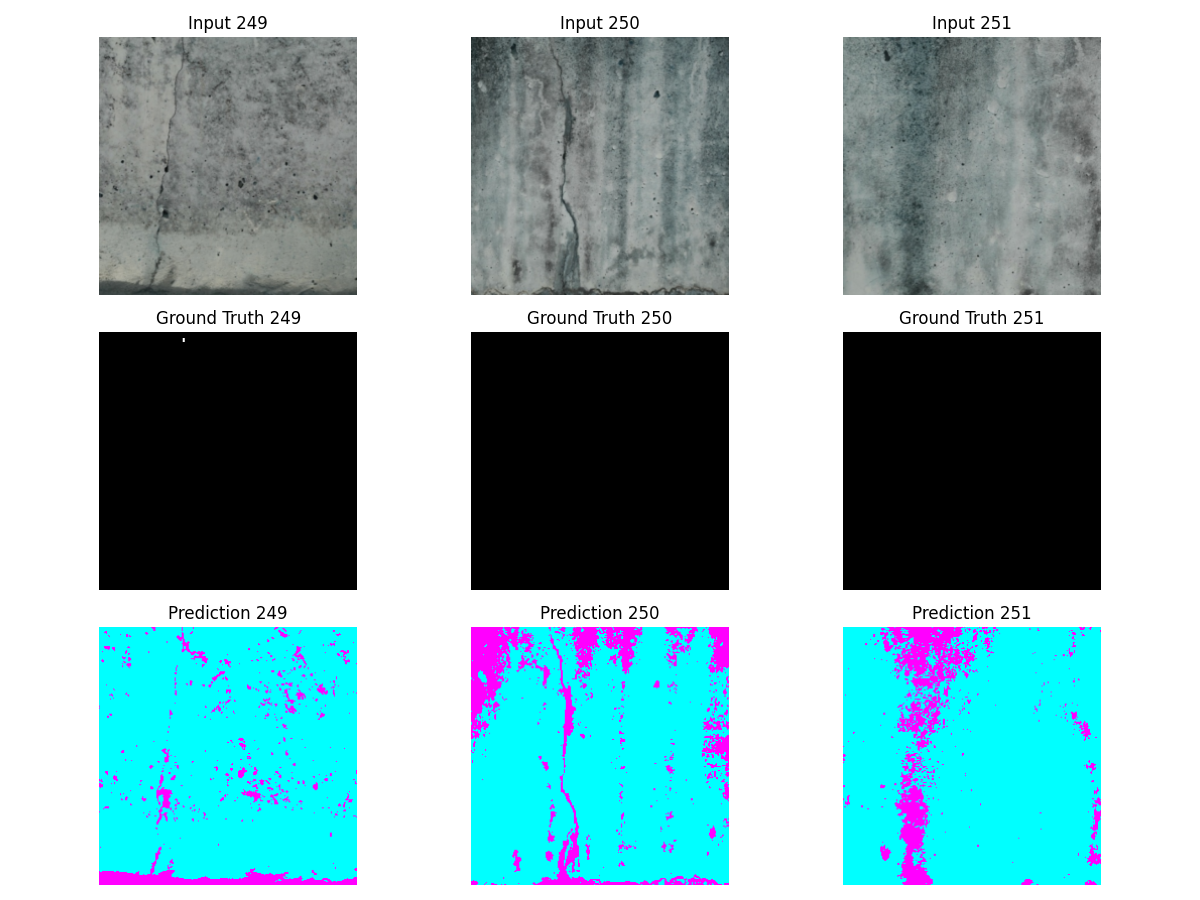 Input 249
Input 250
Input 251
Ground Truth 249
Ground Truth 250
Ground Truth 251
Prediction 249
Prediction 250
Prediction 251